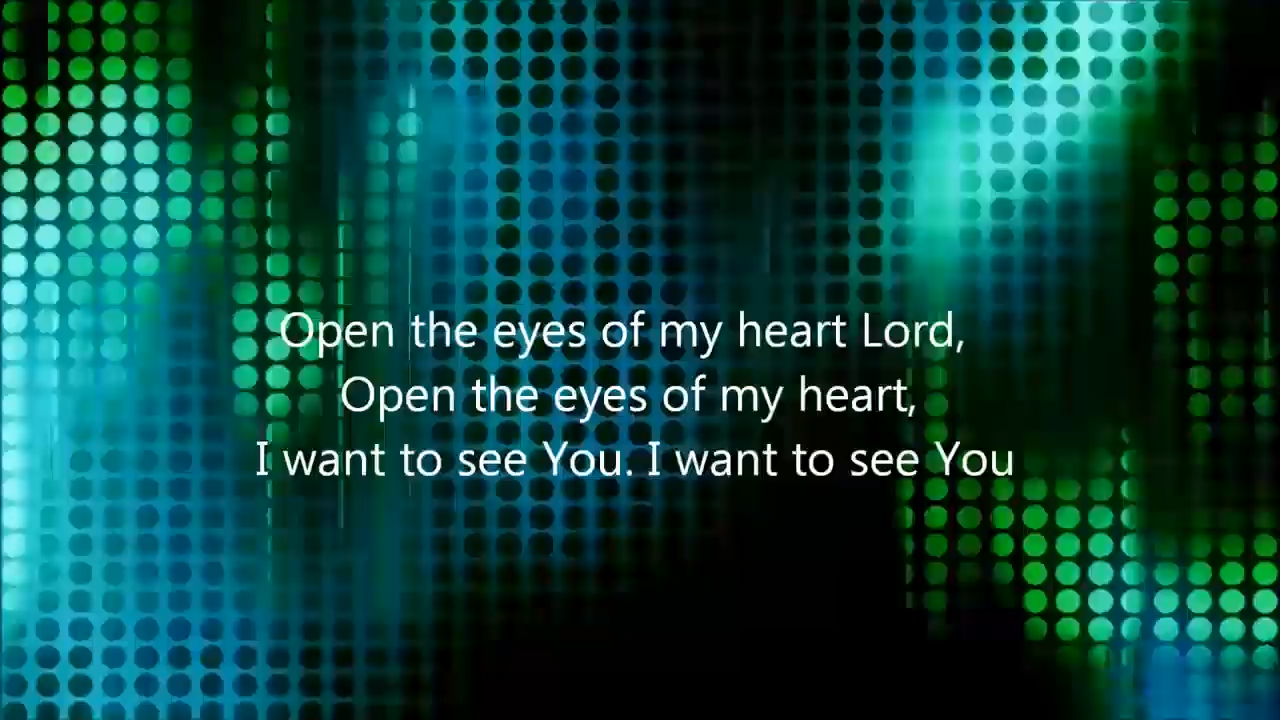 Open the eyes of my heart Lord,
Open the eyes of my heart,
I want to see You. I want to see You